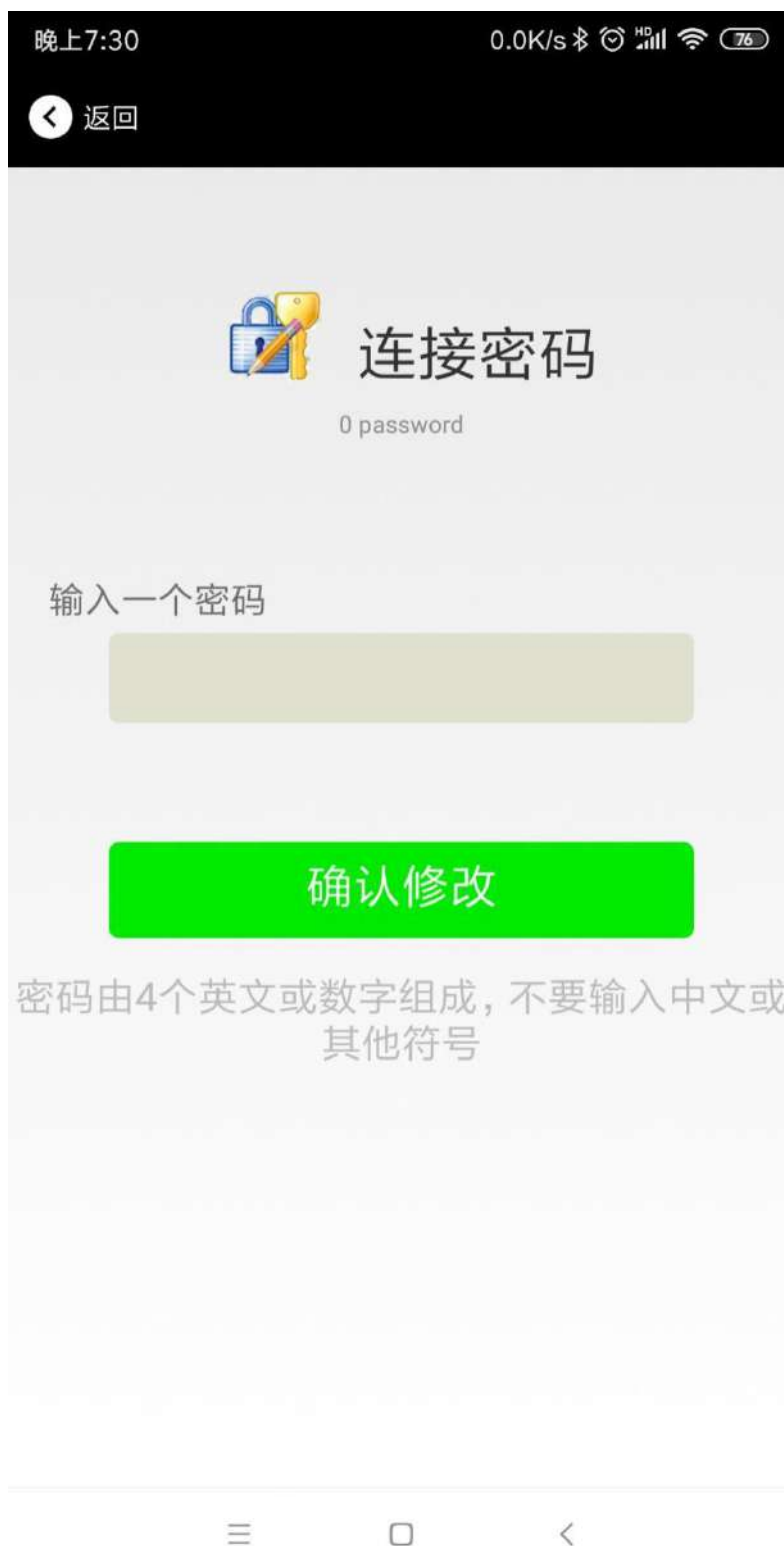 晚上7:30
0.0K/s HD 76
返回
连接密码
0 password
输入一个密码
确认修改
密码由4个英文或数字组成，不要输入中文或
其他符号